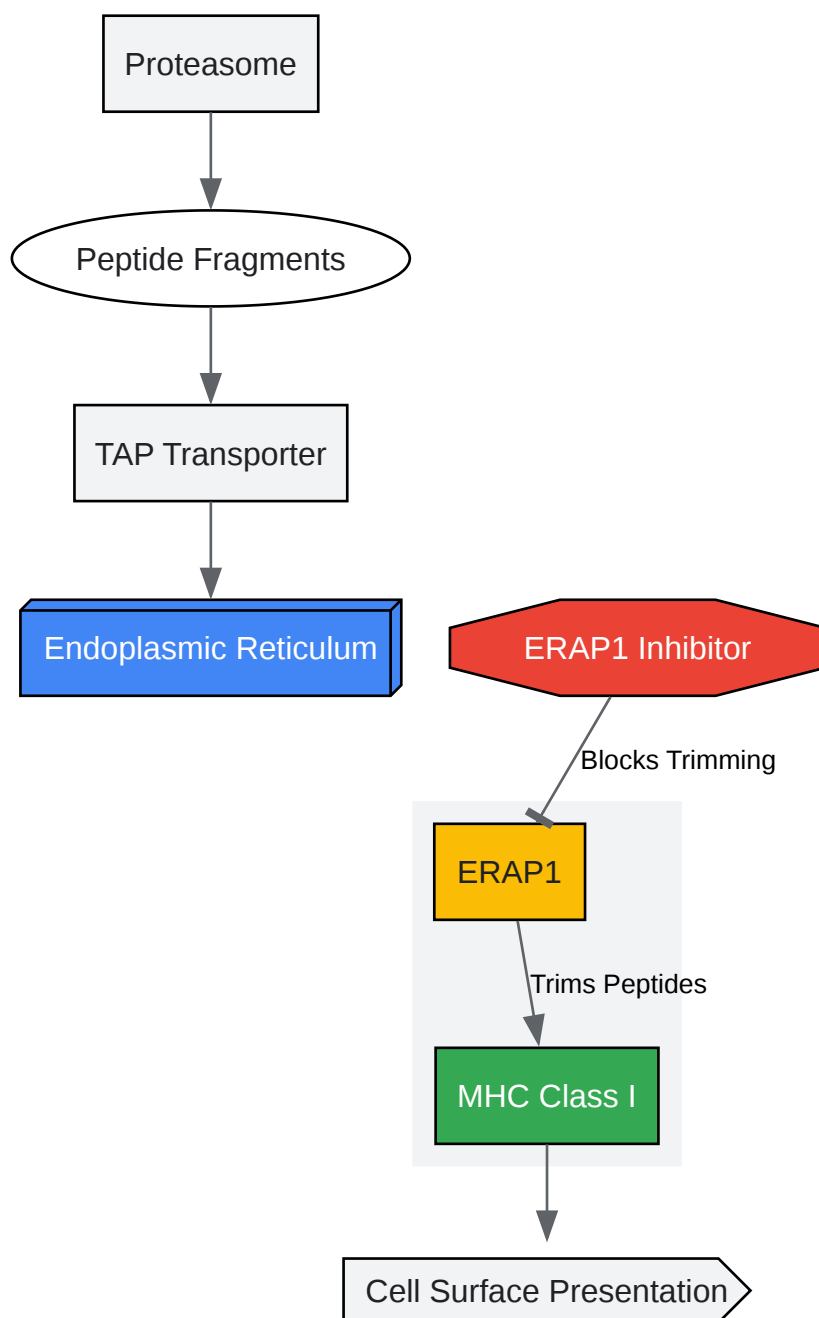 Proteasome
Peptide Fragments
TAP Transporter
Endoplasmic Reticulum
ERAP1 Inhibitor
Blocks Trimming
ERAP1
Trims Peptides
MHC Class I
Cell Surface Presentation